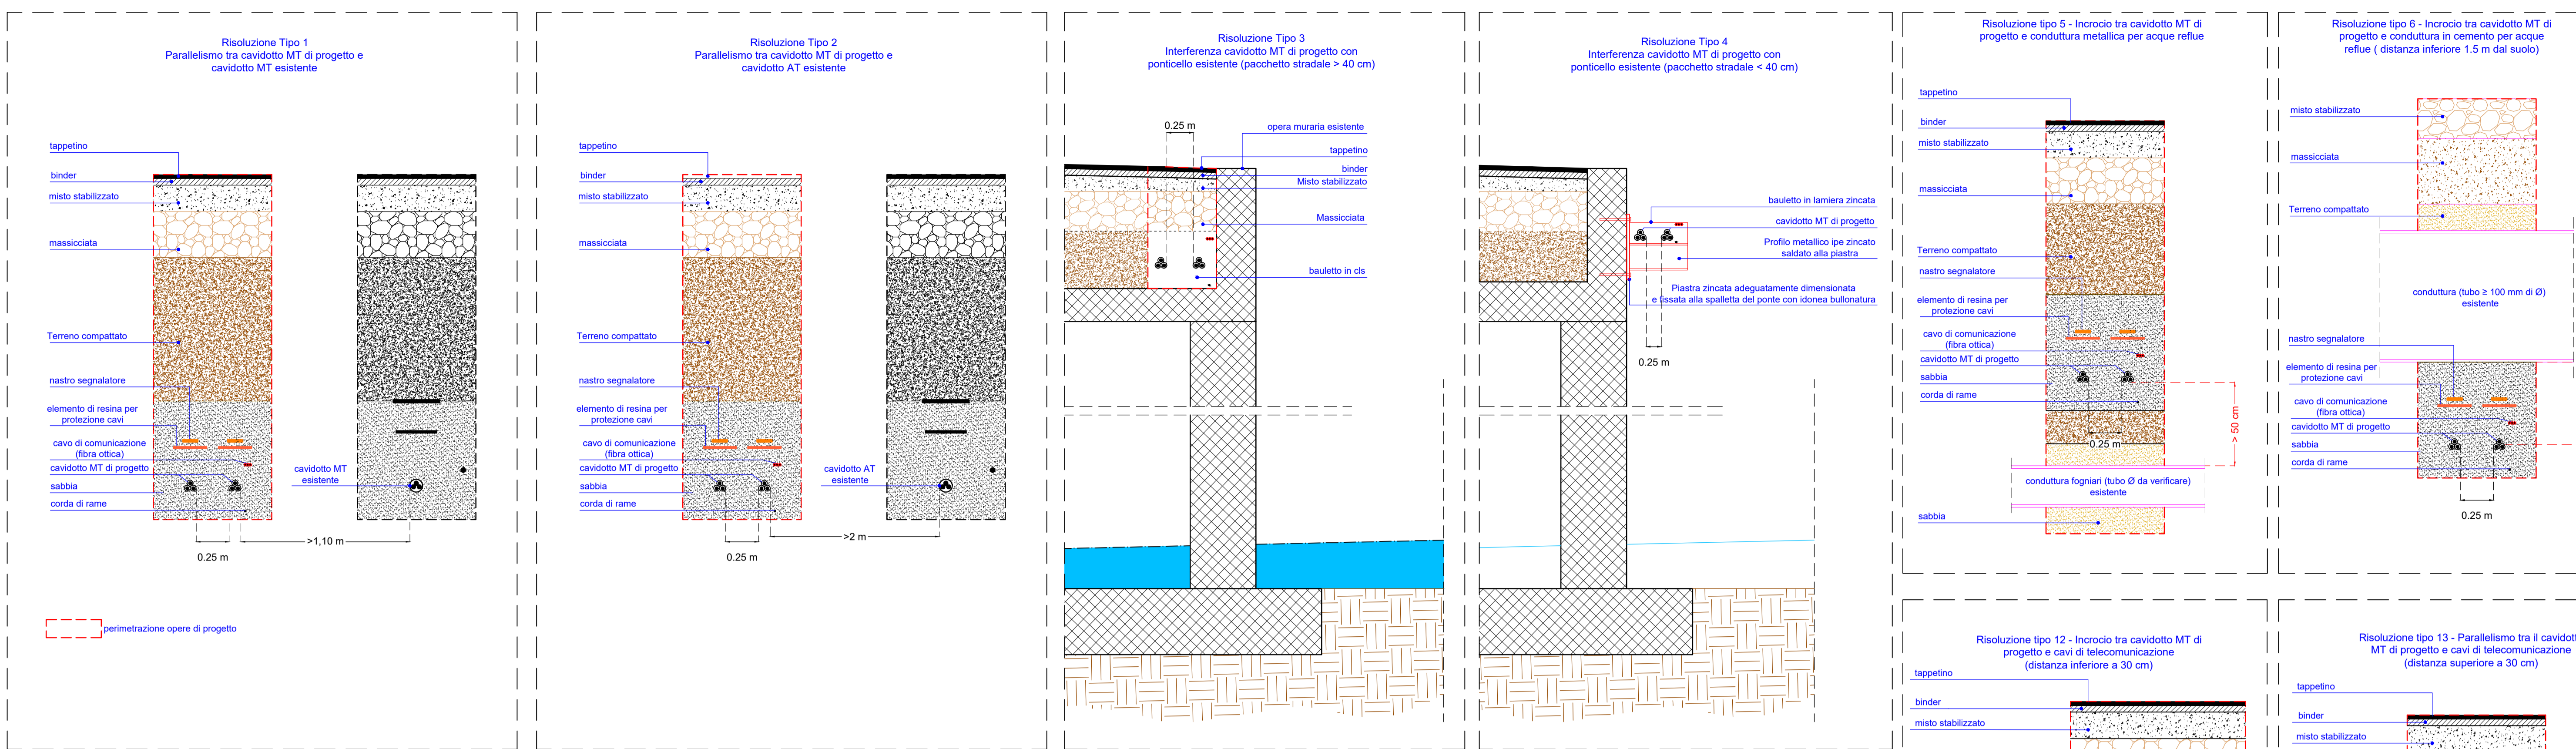 Risoluzione Tipo 1
Parallelismo tra cavidotto MT di progetto e
cavidotto MT esistente
tappetino
binder
misto stabilizzato
massicciata
Terreno compattato
nastro segnalatore
elemento di resina per
protezione cavi
cavo di comunicazione
(fibra ottica)
cavidotto MT di progetto
sabbia
corda di rame
cavidotto MT
esistente
>1,10 m
0.25 m
perimetrazione opere di progetto
Risoluzione Tipo 2
Parallelismo tra cavidotto MT di progetto e
cavidotto AT esistente
tappetino
binder
misto stabilizzato
massicciata
Terreno compattato
nastro segnalatore
elemento di resina per
protezione cavi
cavo di comunicazione
(fibra ottica)
cavidotto MT di progetto
sabbia
corda di rame
cavidotto AT
esistente
>2 m
0.25 m
Risoluzione Tipo 3
Interferenza cavidotto MT di progetto con
ponticello esistente (pacchetto stradale > 40 cm)
0.25 m
opera muraria esistente
tappetino
binder
Misto stabilizzato
Massicciata
bauletto in cls
Risoluzione Tipo 4
Interferenza cavidotto MT di progetto con
ponticello esistente (pacchetto stradale < 40 cm)
bauletto in lamiera zincata
cavidotto MT di progetto
Profilo metallico ipe zincato
saldato alla piastra
Piastra zincata adeguatamente dimensionata
e fissata alla spalletta del ponte con idonea bullonatura
0.25 m
Risoluzione tipo 5 - Incrocio tra cavidotto MT di
progetto e conduttura metallica per acque reflue
tappetino
binder
misto stabilizzato
massicciata
Terreno compattato
nastro segnalatore
elemento di resina per
protezione cavi
cavo di comunicazione
(fibra ottica)
cavidotto MT di progetto
sabbia
corda di rame
0.25 m
> 50 cm
conduttura fogniari (tubo Ø da verificare)
esistente
sabbia
Risoluzione tipo 6 - Incrocio tra cavidotto MT di
progetto e conduttura in cemento per acque
reflue ( distanza inferiore 1.5 m dal suolo)
misto stabilizzato
massicciata
Terreno compattato
conduttura (tubo ≥ 100 mm di Ø)
esistente
nastro segnalatore
elemento di resina per
protezione cavi
cavo di comunicazione
(fibra ottica)
cavidotto MT di progetto
sabbia
corda di rame
0.25 m
Risoluzione tipo 12 - Incrocio tra cavidotto MT di
progetto e cavi di telecomunicazione
(distanza inferiore a 30 cm)
tappetino
binder
misto stabilizzato
Risoluzione tipo 13 - Parallelismo tra il cavidott
MT di progetto e cavi di telecomunicazione
(distanza superiore a 30 cm)
tappetino
binder
misto stabilizzato